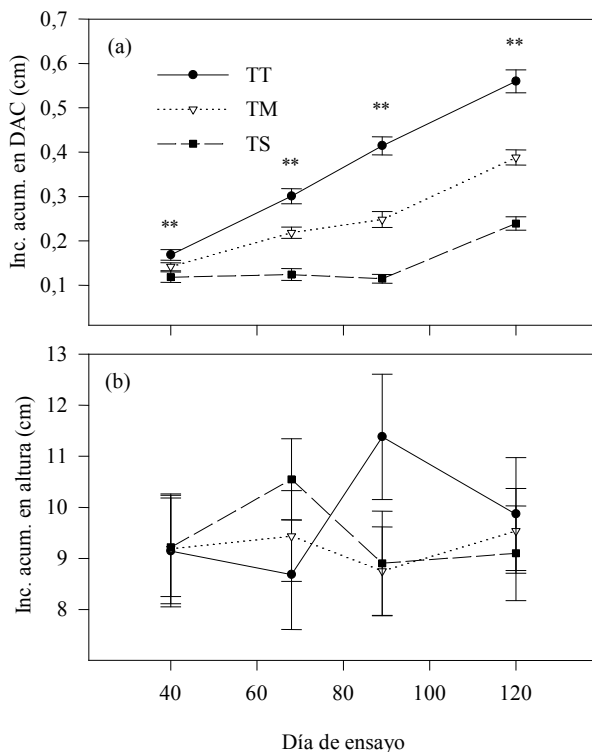 0,7
(a)
**
0,6
TT
Inc. acum. en DAC (cm)
0,5
TM
**
0,4
TS
**
0,3
**
0,2
0,1
13
(b)
12
Inc. acum. en altura (cm)
11
10
9
8
40 60 80 100 120
Día de ensayo